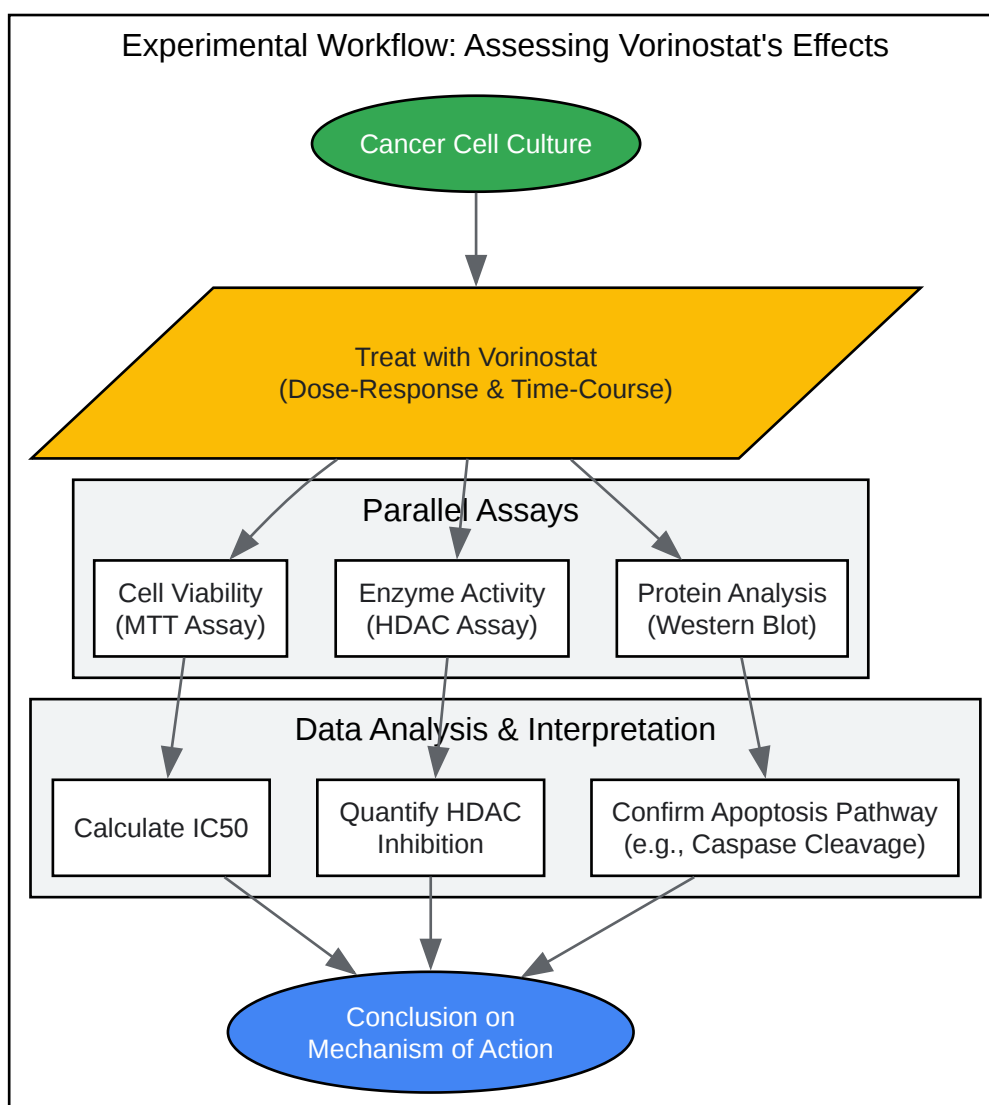 Experimental Workflow: Assessing Vorinostat's Effects
Cancer Cell Culture
Treat with Vorinostat
(Dose-Response & Time-Course)
Parallel Assays
Cell Viability
(MTT Assay)
Enzyme Activity
(HDAC Assay)
Protein Analysis
(Western Blot)
Data Analysis & Interpretation
Calculate IC50
Quantify HDAC
Inhibition
Confirm Apoptosis Pathway
(e.g., Caspase Cleavage)
Conclusion on
Mechanism of Action